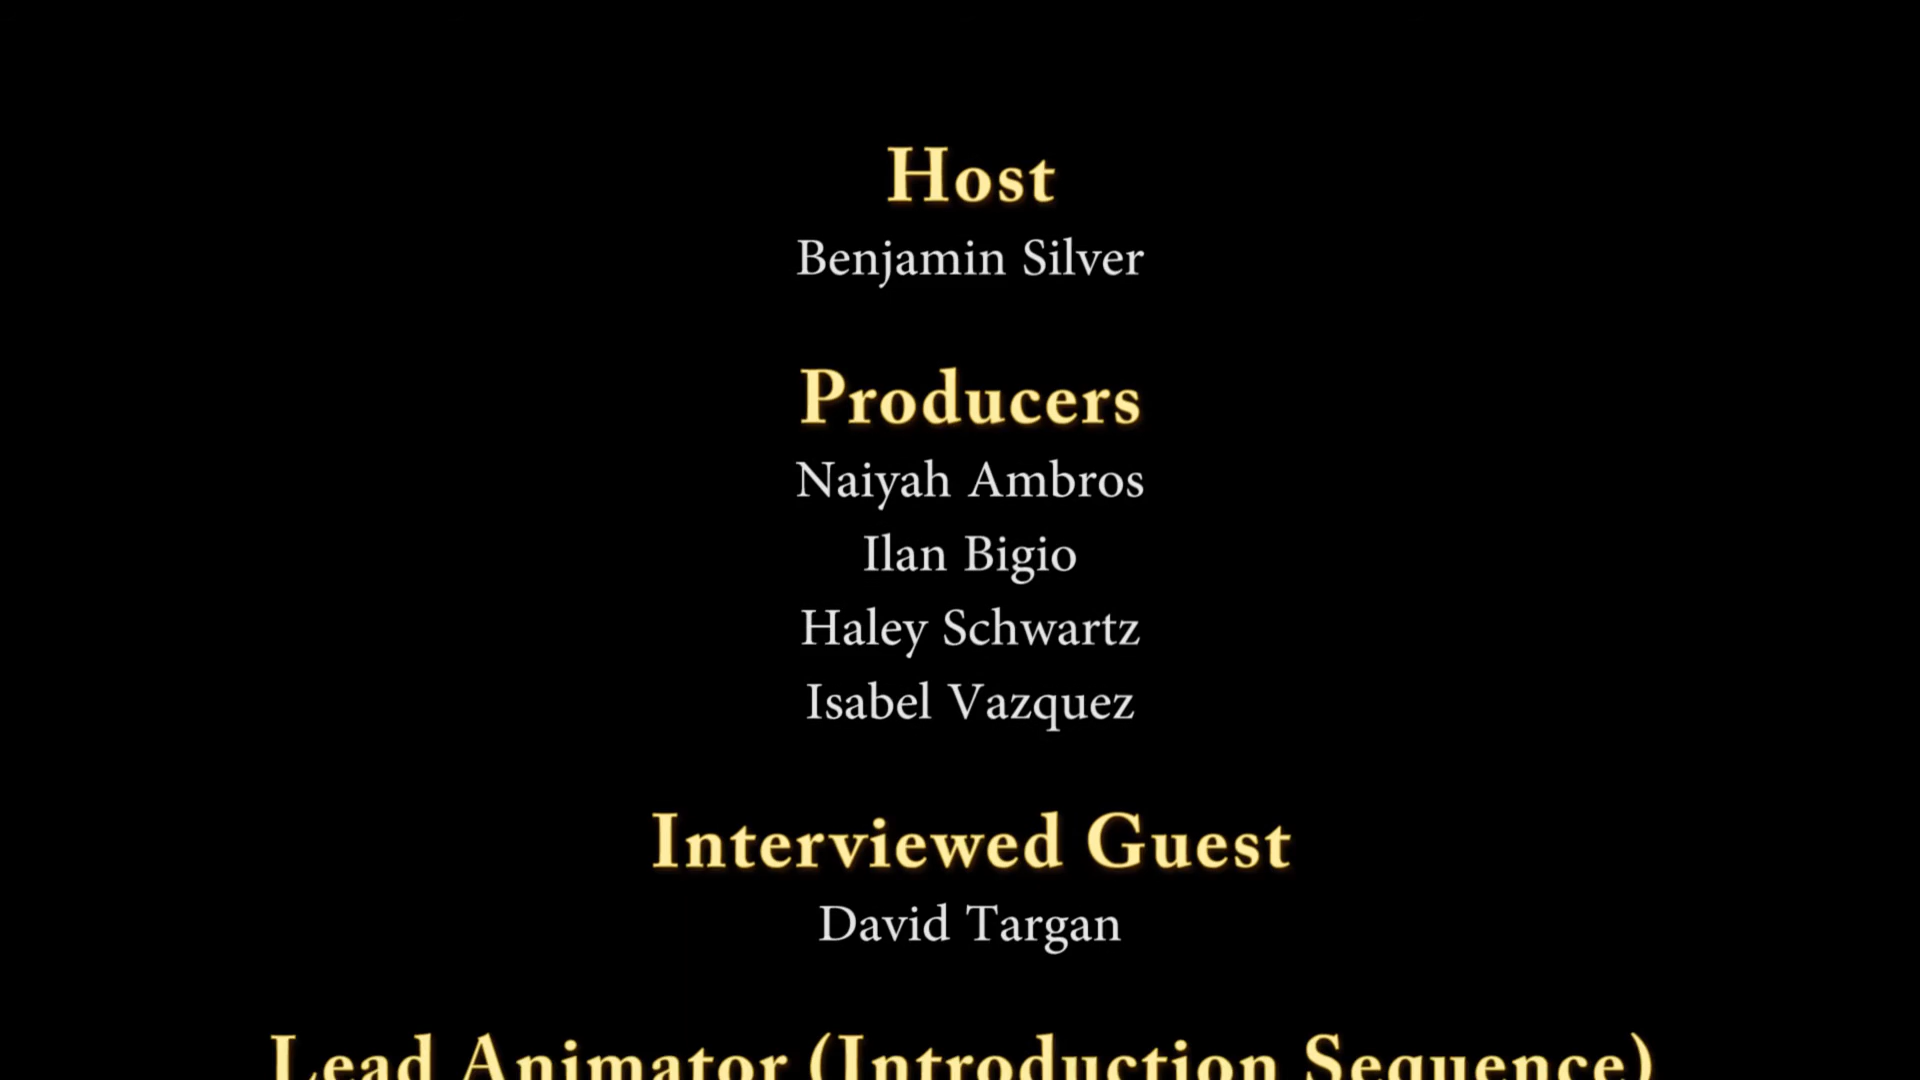 Host
Benjamin Silver
Producers
Naiyah Ambros
Ilan Bigio
Haley Schwartz
Isabel Vazquez
Interviewed Guest
David Targan
Lead Animator (Introduction Sequence)